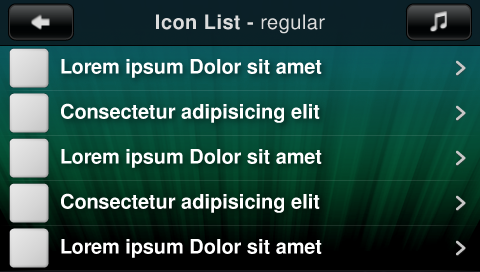 Icon List - regular
Lorem ipsum Dolor sit amet
Consectetur adipisicing elit
Lorem ipsum Dolor sit amet
Consectetur adipisicing elit
Lorem ipsum Dolor sit amet